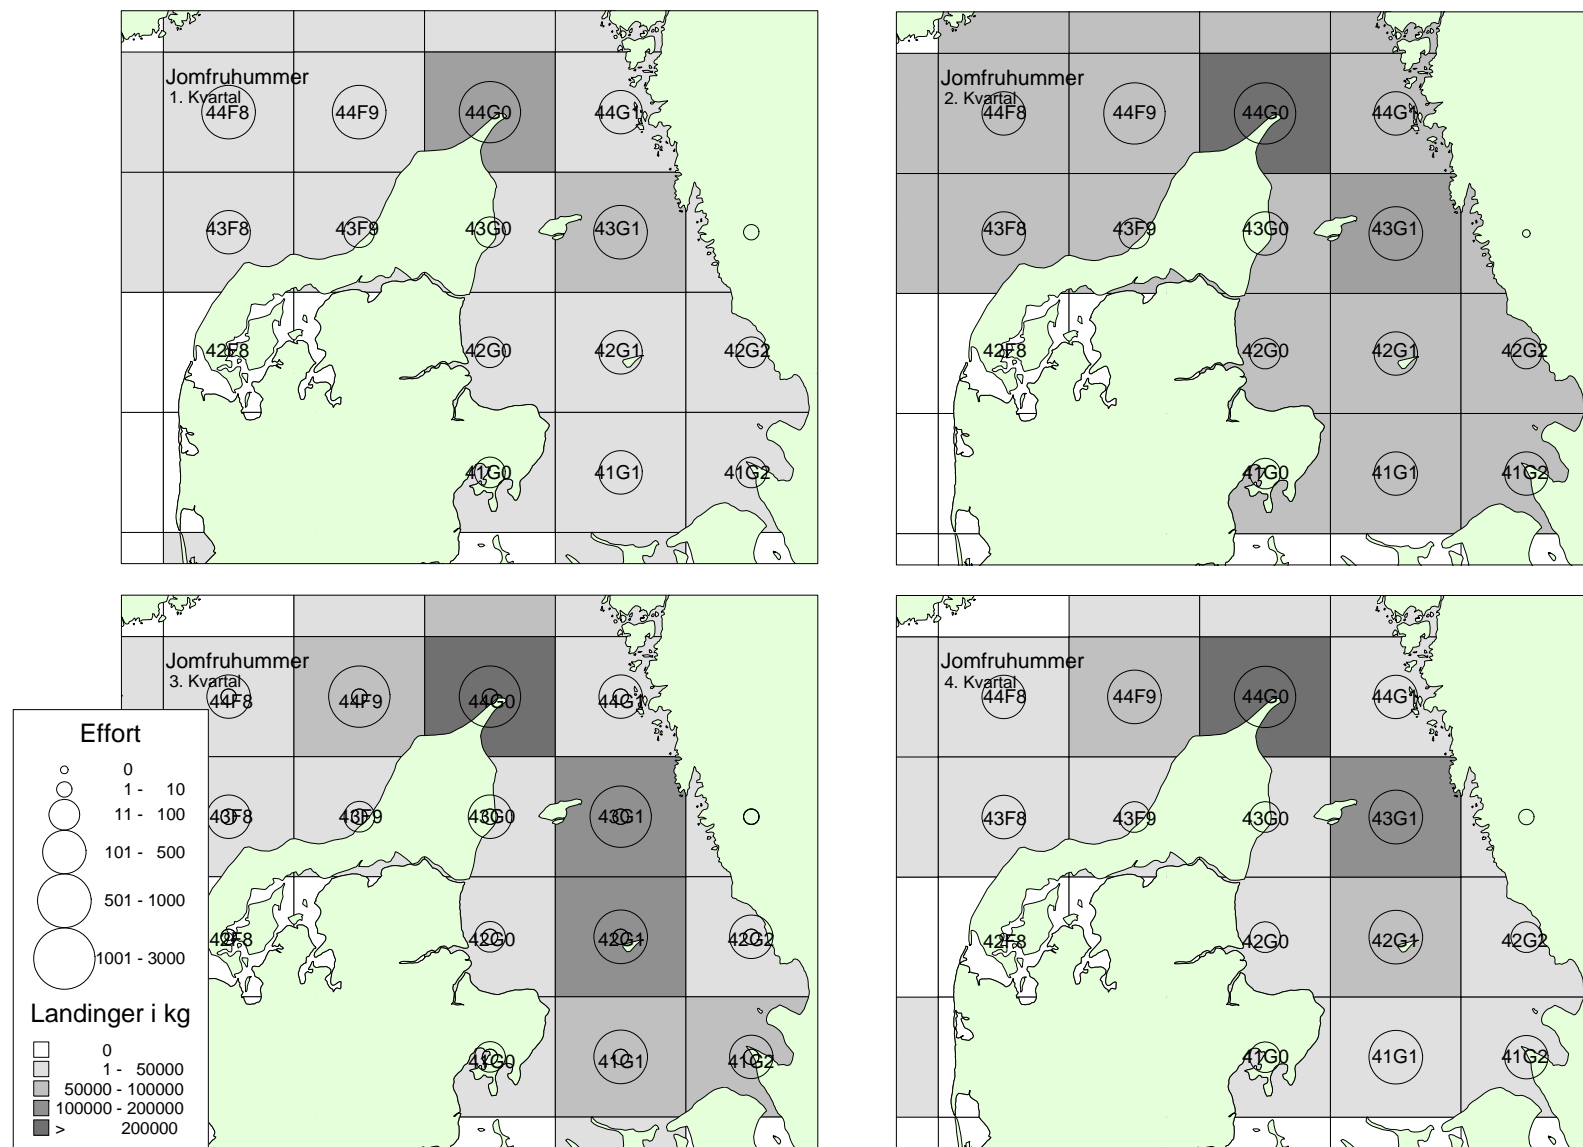 Jomfruhummer
1. Kvartal
44F8 44F9 44G0 44G1
43F8 43F9 43G0 43G1
42F8 42G0 42G1 42G2
41G0 41G1 41G2
Jomfruhummer
2. Kvartal
44F8 44F9 44G0 44G1
43F8 43F9 43G0 43G1
42F8 42G0 42G1 42G2
41G0 41G1 41G2
Jomfruhummer
3. Kvartal
44F8 44F9 44G0 44G1
43F8 43F9 43G0 43G1
42F8 42G0 42G1 42G2
41G0 41G1 41G2
Effort
0
1 - 10
11 - 100
101 - 500
501 - 1000
1001 - 3000
Landinger i kg
0
1 - 50000
50000 - 100000
100000 - 200000
> 200000
Jomfruhummer
4. Kvartal
44F8 44F9 44G0 44G1
43F8 43F9 43G0 43G1
42F8 42G0 42G1 42G2
41G0 41G1 41G2